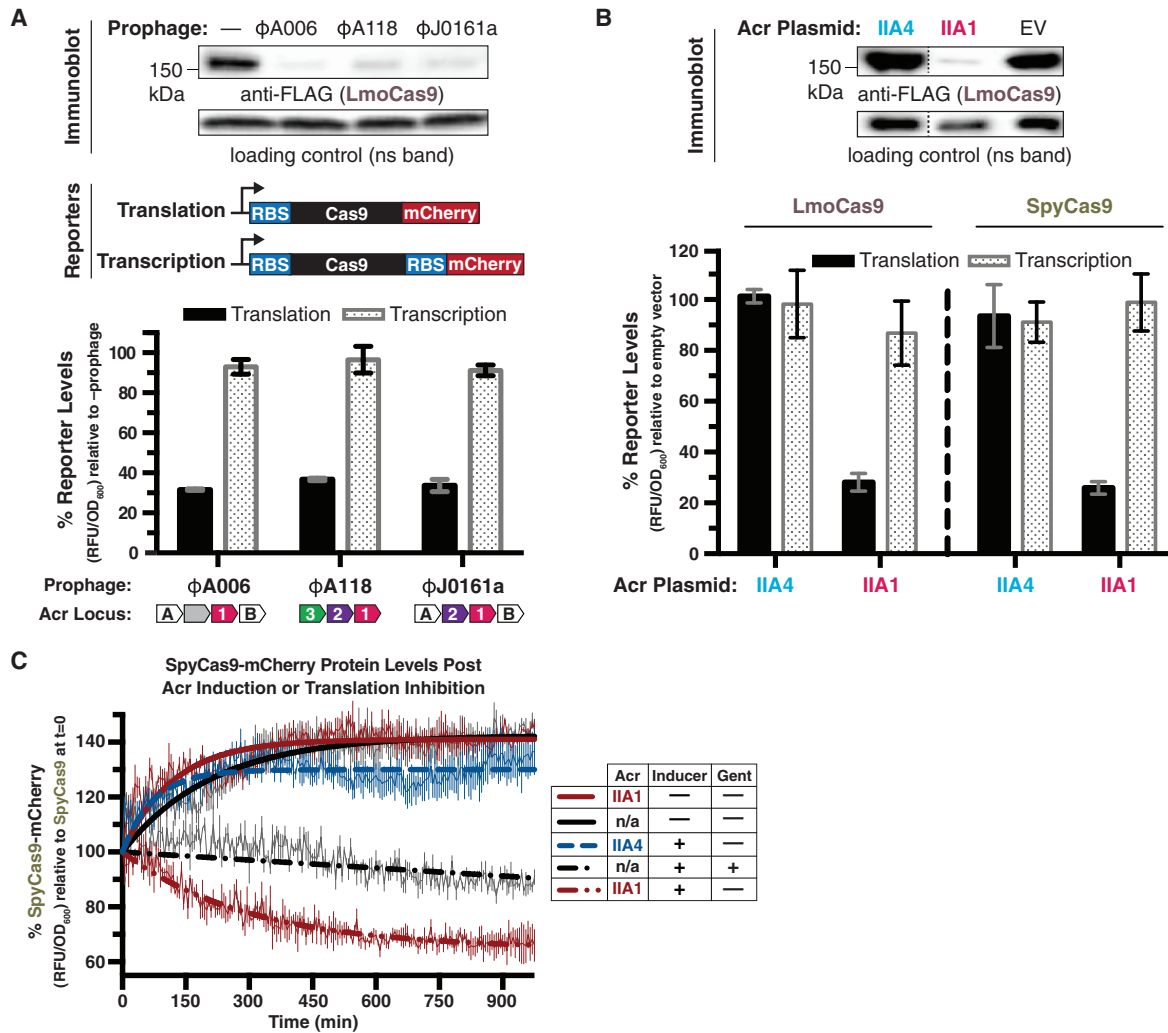 A
Prophage: — ϕA006 ϕA118 ϕJ0161a
Immunoblot
150
kDa
anti-FLAG (LmoCas9)
loading control (ns band)
Reporters
Translation
RBS Cas9 mCherry
Transcription
RBS Cas9 RBS mCherry
Translation Transcription
% Reporter Levels
(RFU/OD600) relative to –prophage
100
80
60
40
20
0
Prophage: ϕA006 ϕA118 ϕJ0161a
Acr Locus: A 1 B 3 2 1 A 2 1 B
B
Acr Plasmid: IIA4 IIA1 EV
Immunoblot
150
kDa
anti-FLAG (LmoCas9)
loading control (ns band)
LmoCas9 SpyCas9
Translation Transcription
% Reporter Levels
(RFU/OD600) relative to empty vector
120
100
80
60
40
20
0
Acr Plasmid: IIA4 IIA1 IIA4 IIA1
C
SpyCas9-mCherry Protein Levels Post
Acr Induction or Translation Inhibition
% SpyCas9-mCherry
(RFU/OD600) relative to SpyCas9 at t=0
140
120
100
80
60
0 150 300 450 600 750 900
Time (min)
Acr Inducer Gent
IIA1 — —
n/a — —
IIA4 + —
n/a + +
IIA1 + —